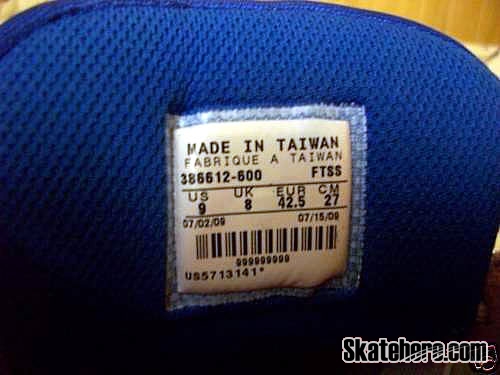 MADE IN TAIWAN
FABRIQUE A TAIWAN
386612-600 FTSS
US UK EUR CM
9 8 42.5 27
07/02/09 07/15/09
999999999
US5713141*
Skatehere.com